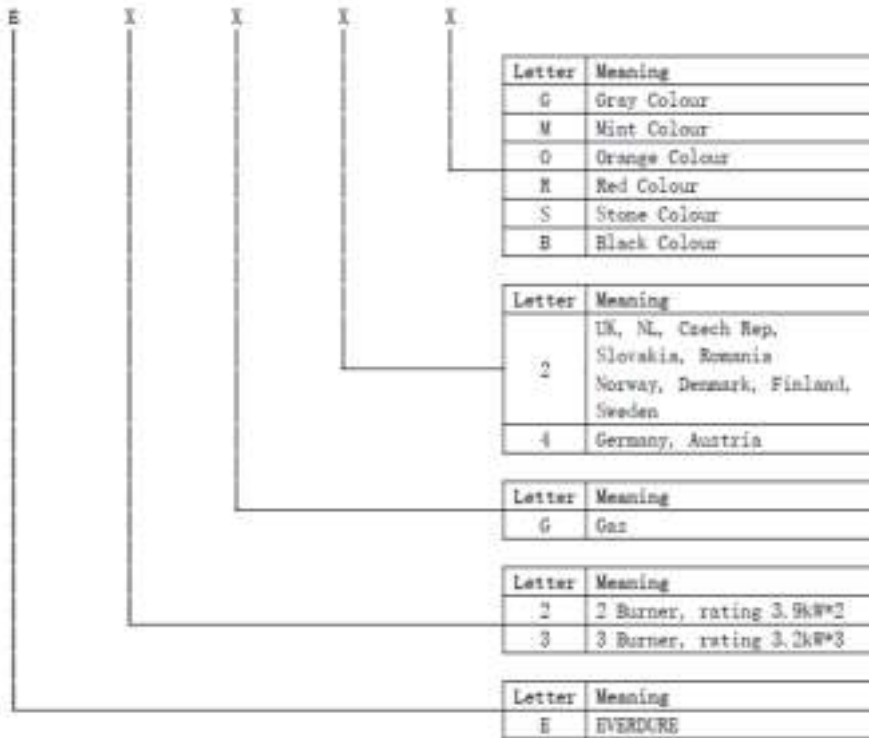 E X X X X
Letter Meaning
G Gray Colour
M Mint Colour
O Orange Colour
R Red Colour
S Stone Colour
B Black Colour
Letter Meaning
2 UK, NL, Czech Rep,
Slovakia, Romania
Norway, Denmark, Finland,
Sweden
4 Germany, Austria
Letter Meaning
G Gaz
Letter Meaning
2 2 Burner, rating 3.9kW*2
3 3 Burner, rating 3.2kW*3
Letter Meaning
E EVERDURE